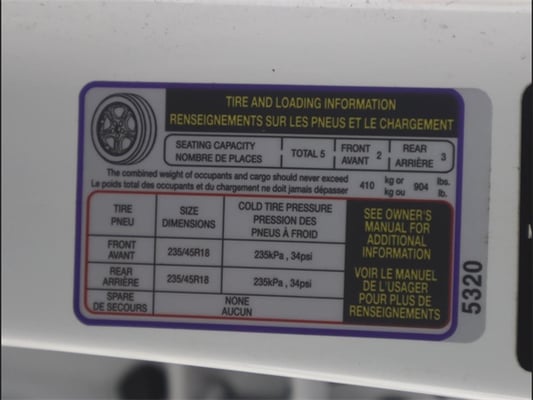 TIRE AND LOADING INFORMATION
RENSEIGNEMENTS SUR LES PNEUS ET LE CHARGEMENT
SEATING CAPACITY
NOMBRE DE PLACES
TOTAL 5
FRONT
AVANT 2
REAR
ARRIÈRE 3
The combined weight of occupants and cargo should never exceed
Le poids total des occupants et du chargement ne doit jamais dépasser
410 kg or
kg ou
904 lbs.
lb.
TIRE
PNEU
SIZE
DIMENSIONS
COLD TIRE PRESSURE
PRESSION DES
PNEUS À FROID
FRONT
AVANT
235/45R18
235kPa , 34psi
REAR
ARRIÈRE
235/45R18
235kPa , 34psi
SPARE
DE SECOURS
NONE
AUCUN
SEE OWNER'S
MANUAL FOR
ADDITIONAL
INFORMATION
VOIR LE MANUEL
DE L'USAGER
POUR PLUS DE
RENSEIGNEMENTS
5320